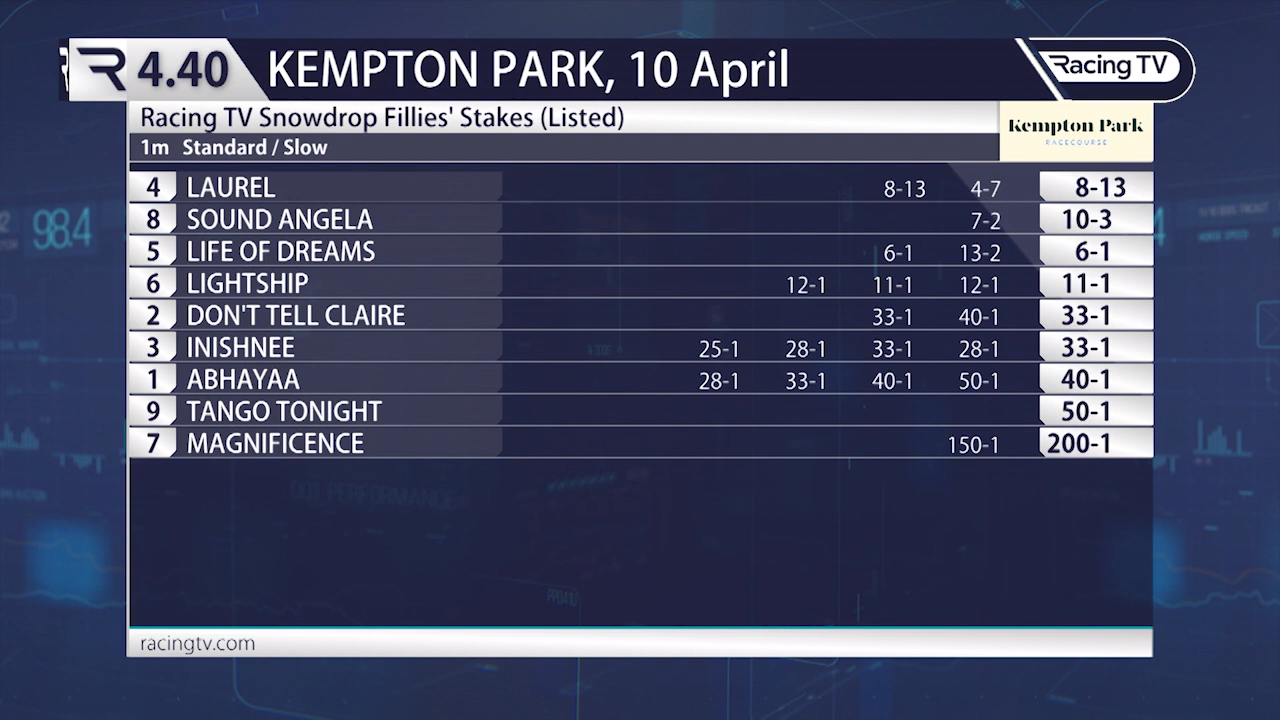 R 4.40 KEMPTON PARK, 10 April Racing TV
Racing TV Snowdrop Fillies' Stakes (Listed)
Kempton Park
RACECOURSE
1m Standard / Slow
4 LAUREL 8-13 4-7 8-13
8 SOUND ANGELA 7-2 10-3
5 LIFE OF DREAMS 6-1 13-2 6-1
6 LIGHTSHIP 12-1 11-1 12-1 11-1
2 DON'T TELL CLAIRE 33-1 40-1 33-1
3 INISHNEE 25-1 28-1 33-1 28-1 33-1
1 ABHAYAA 28-1 33-1 40-1 50-1 40-1
9 TANGO TONIGHT 50-1
7 MAGNIFICENCE 150-1 200-1
98.4
racingtv.com